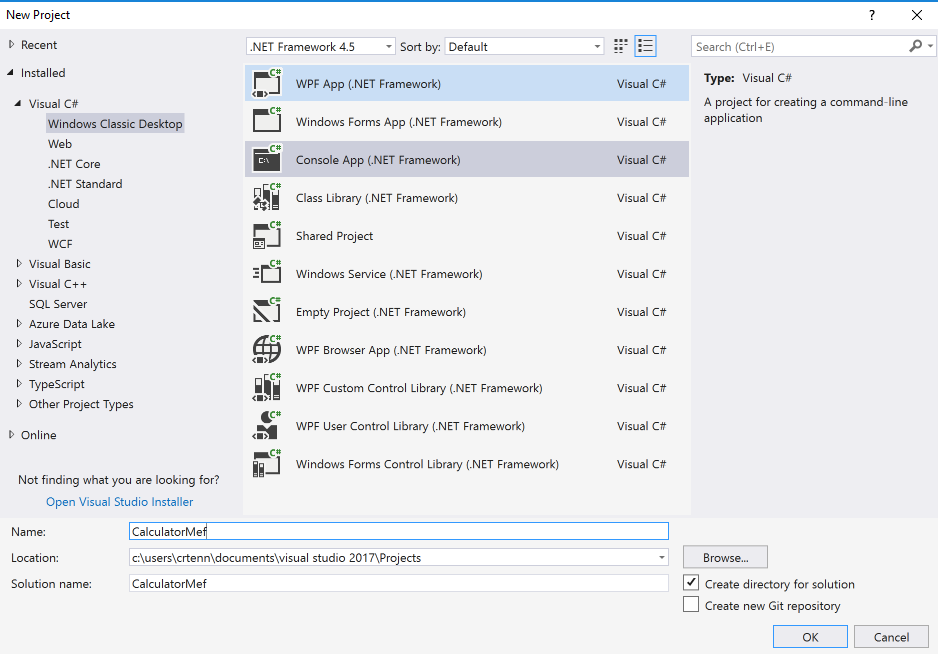 New Project
?
Recent
.NET Framework 4.5
Sort by: Default
Search (Ctrl+E)
Installed
Visual C#
Windows Classic Desktop
Web
.NET Core
.NET Standard
Cloud
Test
WCF
Visual Basic
Visual C++
SQL Server
Azure Data Lake
JavaScript
Stream Analytics
TypeScript
Other Project Types
Online
Not finding what you are looking for?
Open Visual Studio Installer
C# WPF App (.NET Framework) Visual C#
C# Windows Forms App (.NET Framework) Visual C#
C# C:\ Console App (.NET Framework) Visual C#
C# Class Library (.NET Framework) Visual C#
C# Shared Project Visual C#
C# Windows Service (.NET Framework) Visual C#
C# Empty Project (.NET Framework) Visual C#
C# WPF Browser App (.NET Framework) Visual C#
C# WPF Custom Control Library (.NET Framework) Visual C#
C# WPF User Control Library (.NET Framework) Visual C#
C# Windows Forms Control Library (.NET Framework) Visual C#
Type: Visual C#
A project for creating a command-line
application
Name: CalculatorMef
Location: c:\users\crtenn\documents\visual studio 2017\Projects
Browse...
Solution name: CalculatorMef
Create directory for solution
Create new Git repository
OK
Cancel